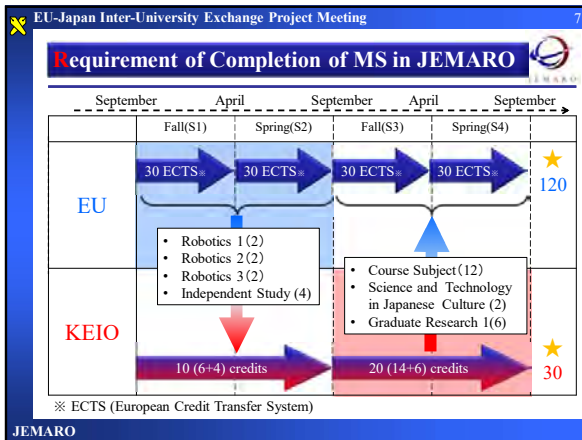 EU-Japan Inter-University Exchange Project Meeting
7
Requirement of Completion of MS in JEMARO
JEMARO
September April September April September
Fall(S1) Spring(S2) Fall(S3) Spring(S4)
EU
30 ECTS※ 30 ECTS※ 30 ECTS※ 30 ECTS※
120
• Robotics 1(2)
• Robotics 2(2)
• Robotics 3(2)
• Independent Study (4)
• Course Subject(12)
• Science and Technology
in Japanese Culture (2)
• Graduate Research 1(6)
KEIO
10 (6+4) credits 20 (14+6) credits
30
※ ECTS (European Credit Transfer System)
JEMARO